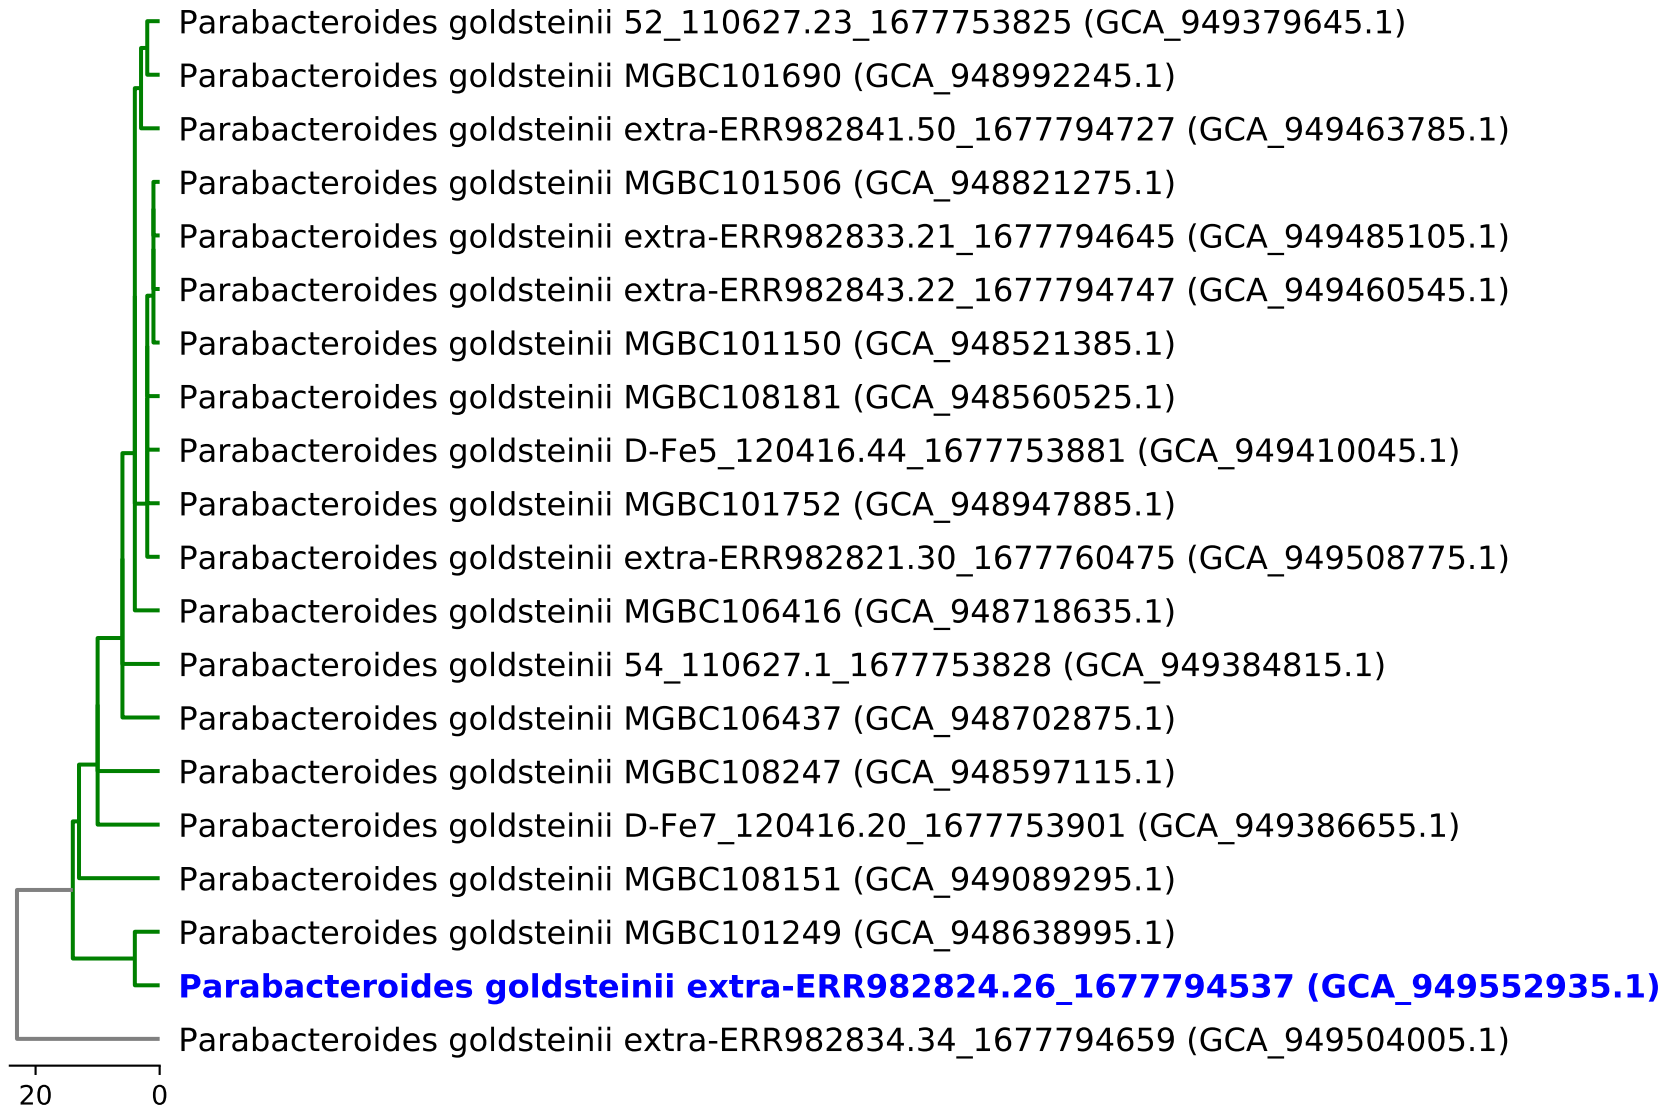 Parabacteroides goldsteinii 52_110627.23_1677753825 (GCA_949379645.1)
Parabacteroides goldsteinii MGBC101690 (GCA_948992245.1)
Parabacteroides goldsteinii extra-ERR982841.50_1677794727 (GCA_949463785.1)
Parabacteroides goldsteinii MGBC101506 (GCA_948821275.1)
Parabacteroides goldsteinii extra-ERR982833.21_1677794645 (GCA_949485105.1)
Parabacteroides goldsteinii extra-ERR982843.22_1677794747 (GCA_949460545.1)
Parabacteroides goldsteinii MGBC101150 (GCA_948521385.1)
Parabacteroides goldsteinii MGBC108181 (GCA_948560525.1)
Parabacteroides goldsteinii D-Fe5_120416.44_1677753881 (GCA_949410045.1)
Parabacteroides goldsteinii MGBC101752 (GCA_948947885.1)
Parabacteroides goldsteinii extra-ERR982821.30_1677760475 (GCA_949508775.1)
Parabacteroides goldsteinii MGBC106416 (GCA_948718635.1)
Parabacteroides goldsteinii 54_110627.1_1677753828 (GCA_949384815.1)
Parabacteroides goldsteinii MGBC106437 (GCA_948702875.1)
Parabacteroides goldsteinii MGBC108247 (GCA_948597115.1)
Parabacteroides goldsteinii D-Fe7_120416.20_1677753901 (GCA_949386655.1)
Parabacteroides goldsteinii MGBC108151 (GCA_949089295.1)
Parabacteroides goldsteinii MGBC101249 (GCA_948638995.1)
Parabacteroides goldsteinii extra-ERR982824.26_1677794537 (GCA_949552935.1)
Parabacteroides goldsteinii extra-ERR982834.34_1677794659 (GCA_949504005.1)
20 0